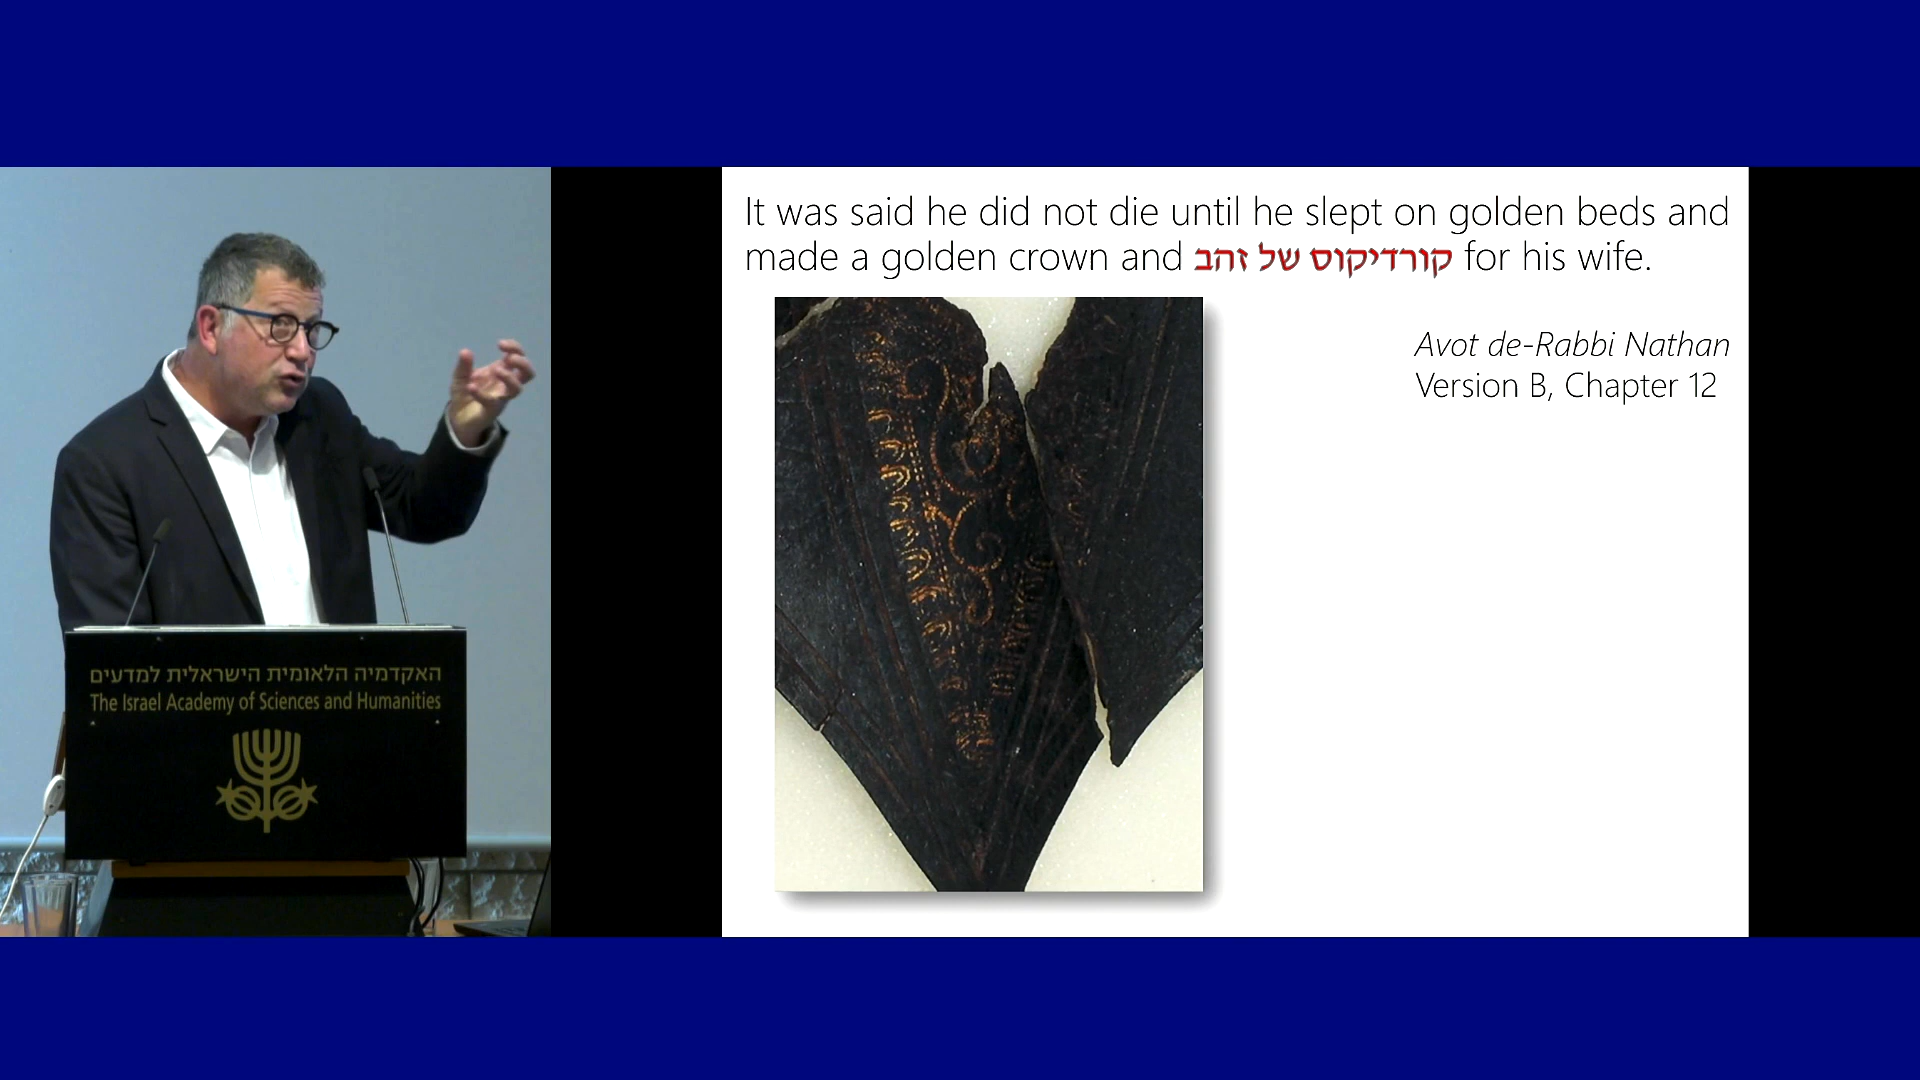 It was said he did not die until he slept on golden beds and
made a golden crown and קורדיקוס של זהב for his wife.
Avot de-Rabbi Nathan
Version B, Chapter 12
האקדמיה הלאומית הישראלית למדעים
The Israel Academy of Sciences and Humanities